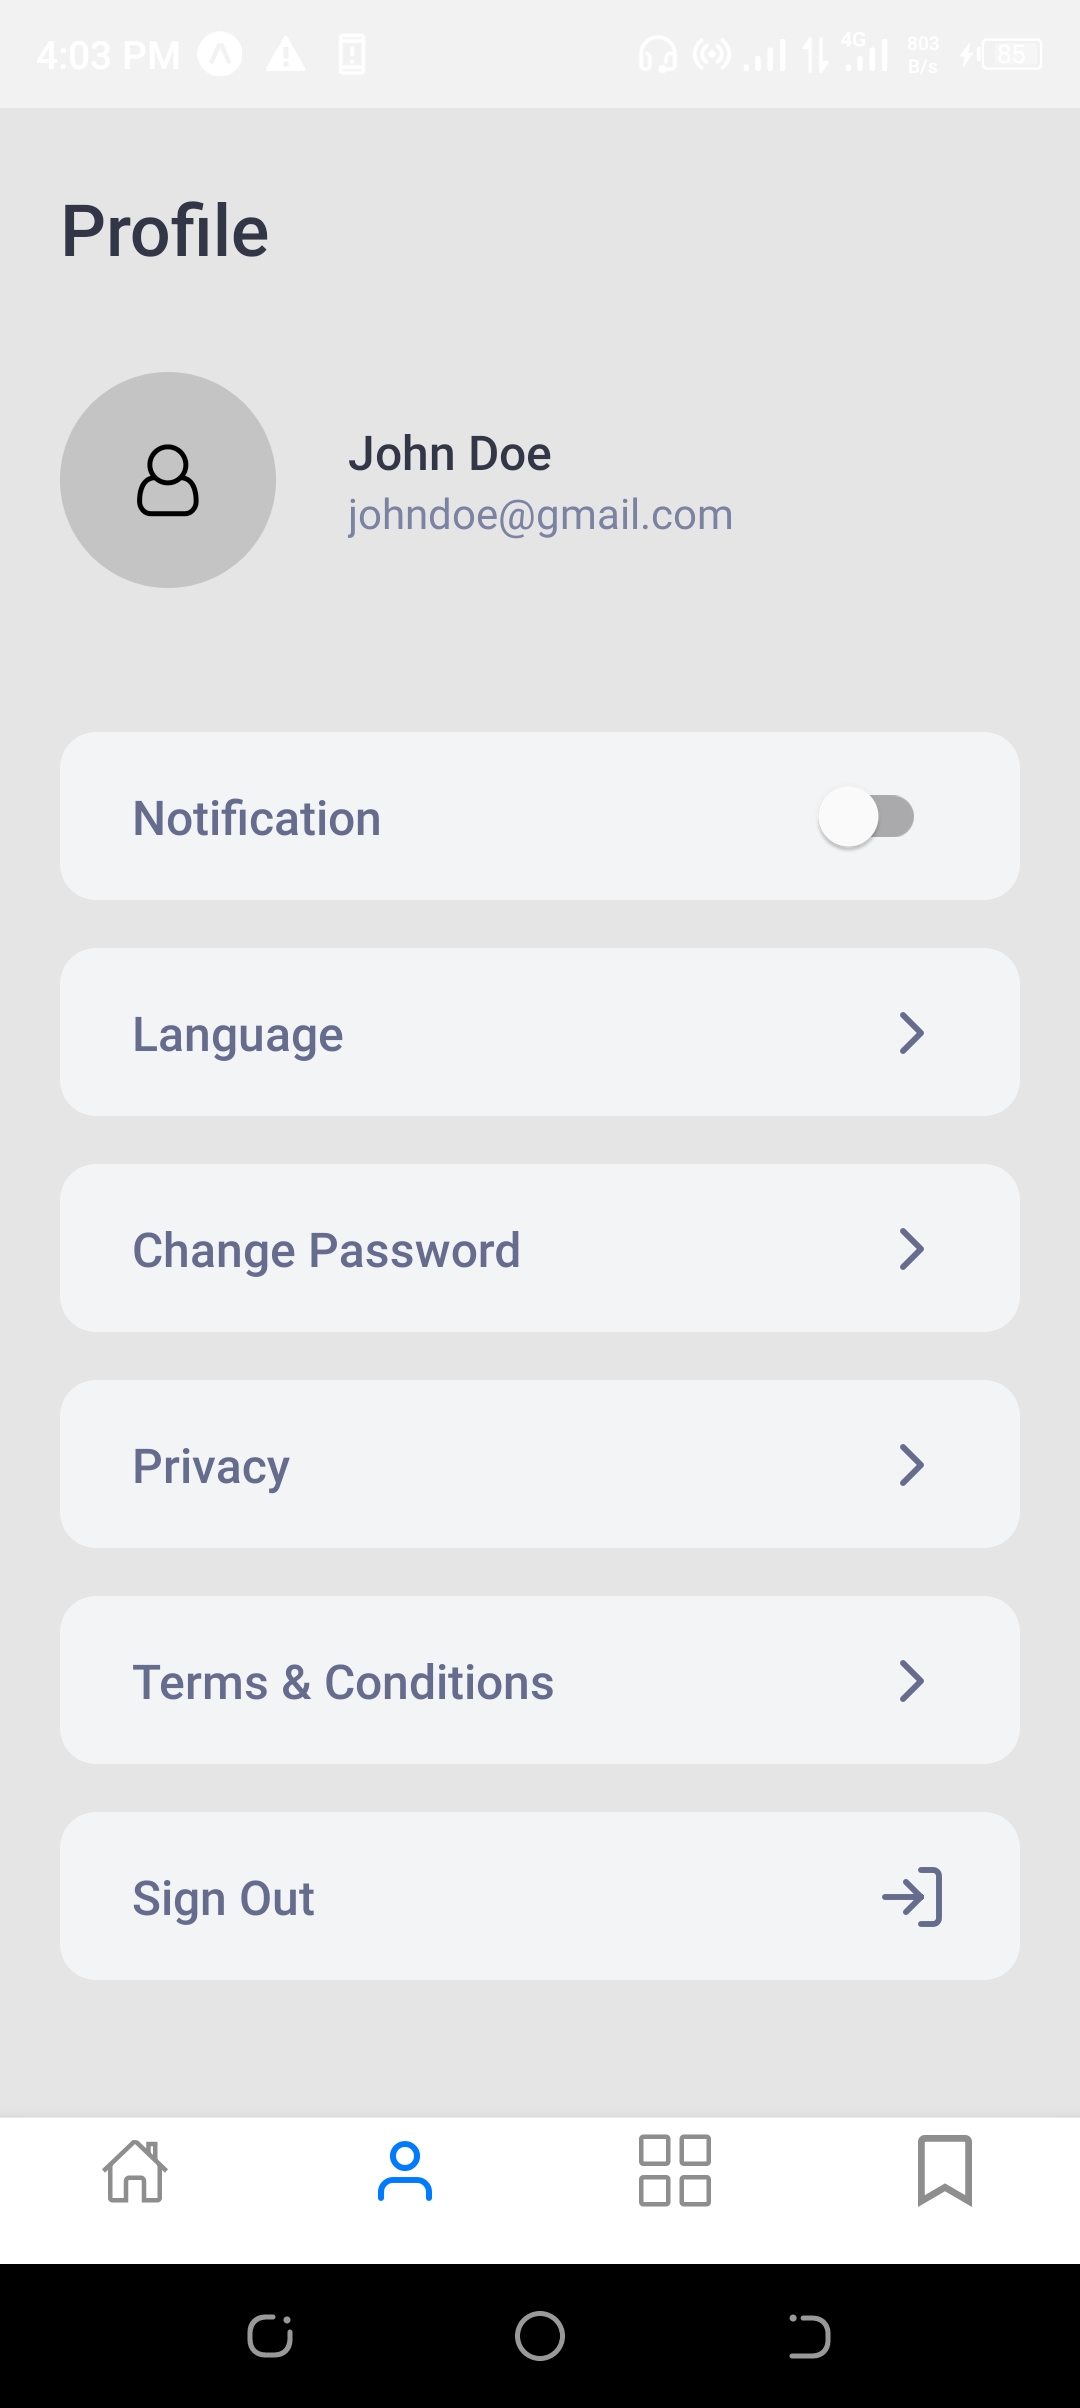 4:03 PM
4G
803
B/s
85
Profile
John Doe
johndoe@gmail.com
Notification
Language
Change Password
Privacy
Terms & Conditions
Sign Out